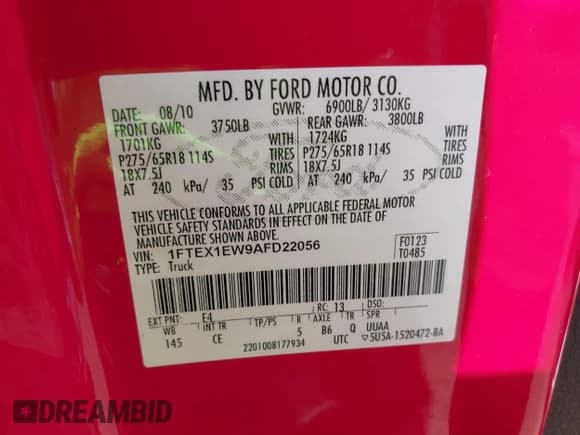 MFD. BY FORD MOTOR CO.
DATE: 08/10 GVWR: 6900LB/ 3130KG
FRONT GAWR: 3750LB REAR GAWR: 3800LB
1701KG WITH 1724KG WITH
P275/65R18 114S TIRES P275/65R18 114S TIRES
18X7.5J RIMS 18X7.5J RIMS
AT 240 kPa/ 35 PSI COLD AT 240 kPa/ 35 PSI COLD
THIS VEHICLE CONFORMS TO ALL APPLICABLE FEDERAL MOTOR
VEHICLE SAFETY STANDARDS IN EFFECT ON THE DATE OF
MANUFACTURE SHOWN ABOVE.
VIN: 1FTEX1EW9AFD22056 F0123
TYPE: Truck T0485
EXT PNT: E4 RC: 13 DSO:
WB INT TR TP/PS R AXLE TR SPR
145 CE 5 B6 Q UUAA
2201008177934 UTC ▽5U5A-1520472-BA
Ford
DREAMBID